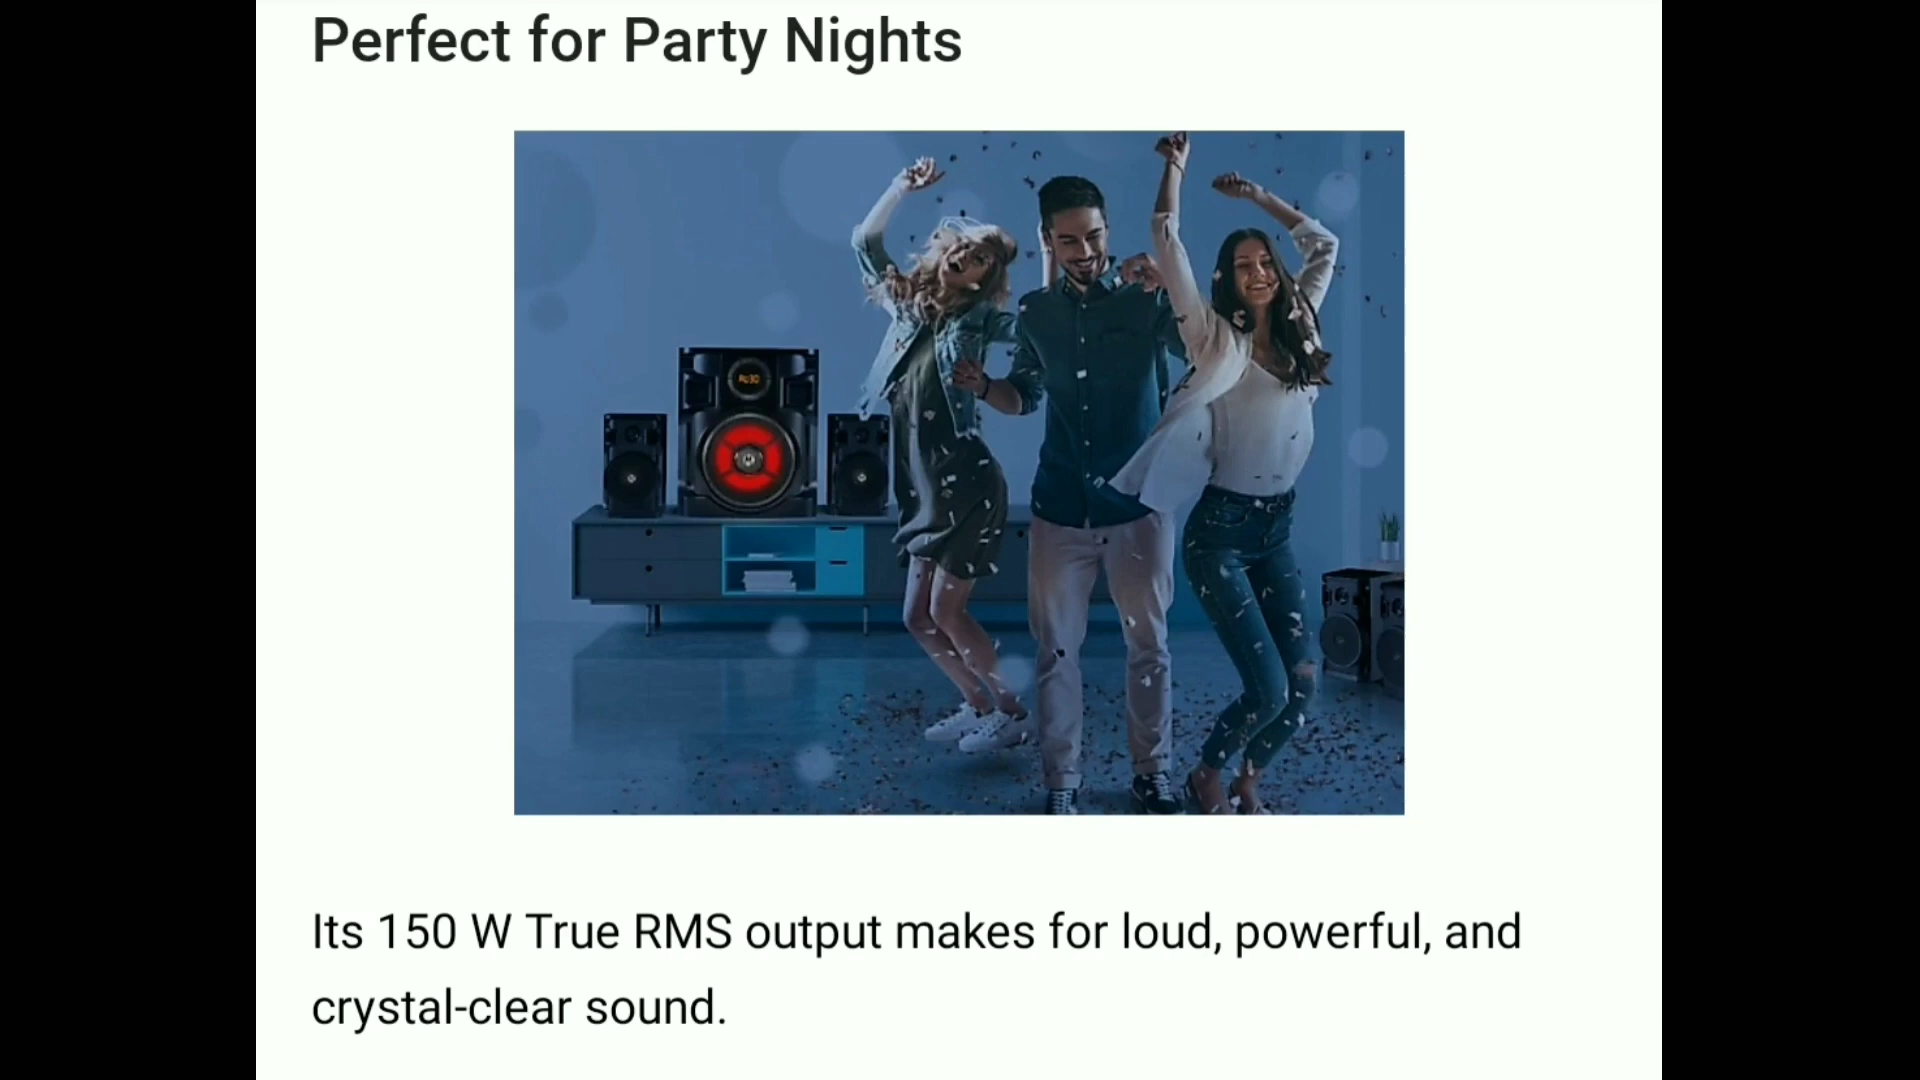 Perfect for Party Nights
Its 150 W True RMS output makes for loud, powerful, and
crystal-clear sound.